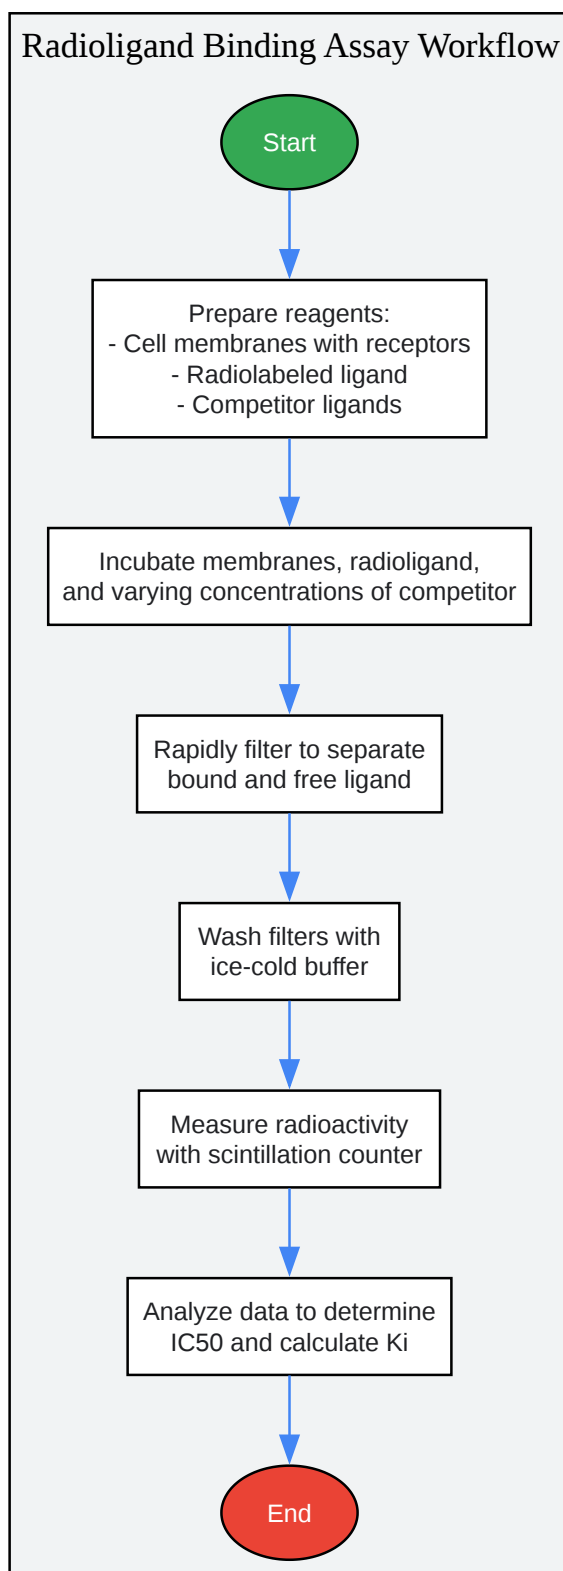 Radioligand Binding Assay Workflow
Start
Prepare reagents:
- Cell membranes with receptors
- Radiolabeled ligand
- Competitor ligands
Incubate membranes, radioligand,
and varying concentrations of competitor
Rapidly filter to separate
bound and free ligand
Wash filters with
ice-cold buffer
Measure radioactivity
with scintillation counter
Analyze data to determine
IC50 and calculate Ki
End